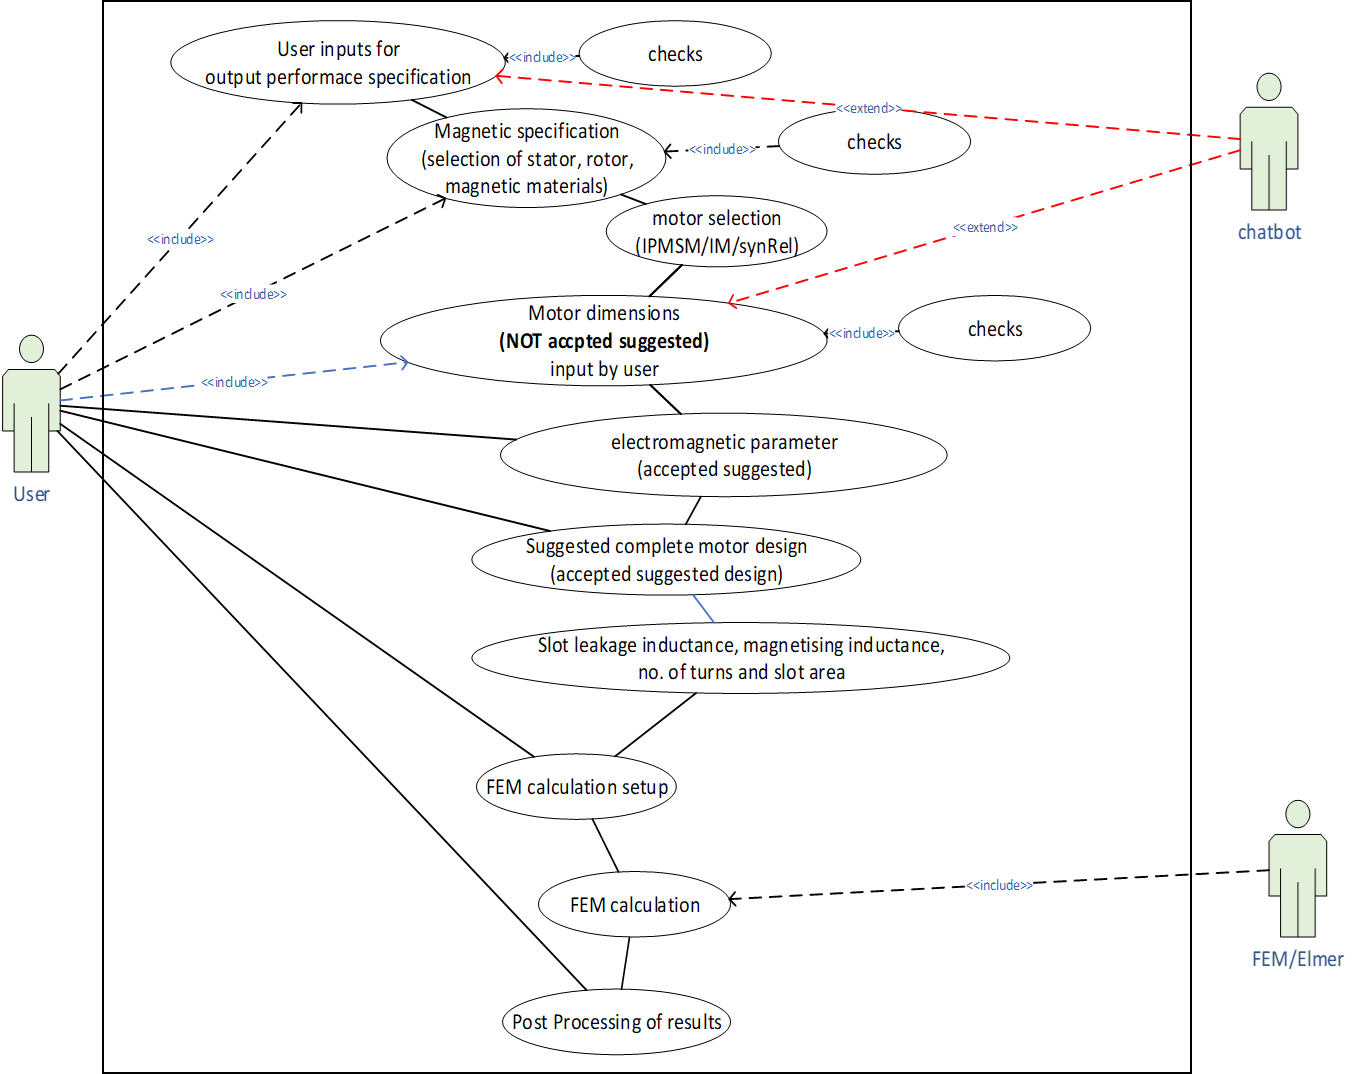 User inputs for
output performace specification
<<include>>
checks
<<extend>>
Magnetic specification
(selection of stator, rotor,
magnetic materials)
<<include>>
checks
chatbot
motor selection
(IPMSM/IM/synRel)
<<extend>>
<<include>>
<<include>>
Motor dimensions
(NOT accpted suggested)
input by user
<<include>>
checks
<<include>>
User
electromagnetic parameter
(accepted suggested)
Suggested complete motor design
(accepted suggested design)
Slot leakage inductance, magnetising inductance,
no. of turns and slot area
FEM calculation setup
FEM calculation
<<include>>
FEM/Elmer
Post Processing of results